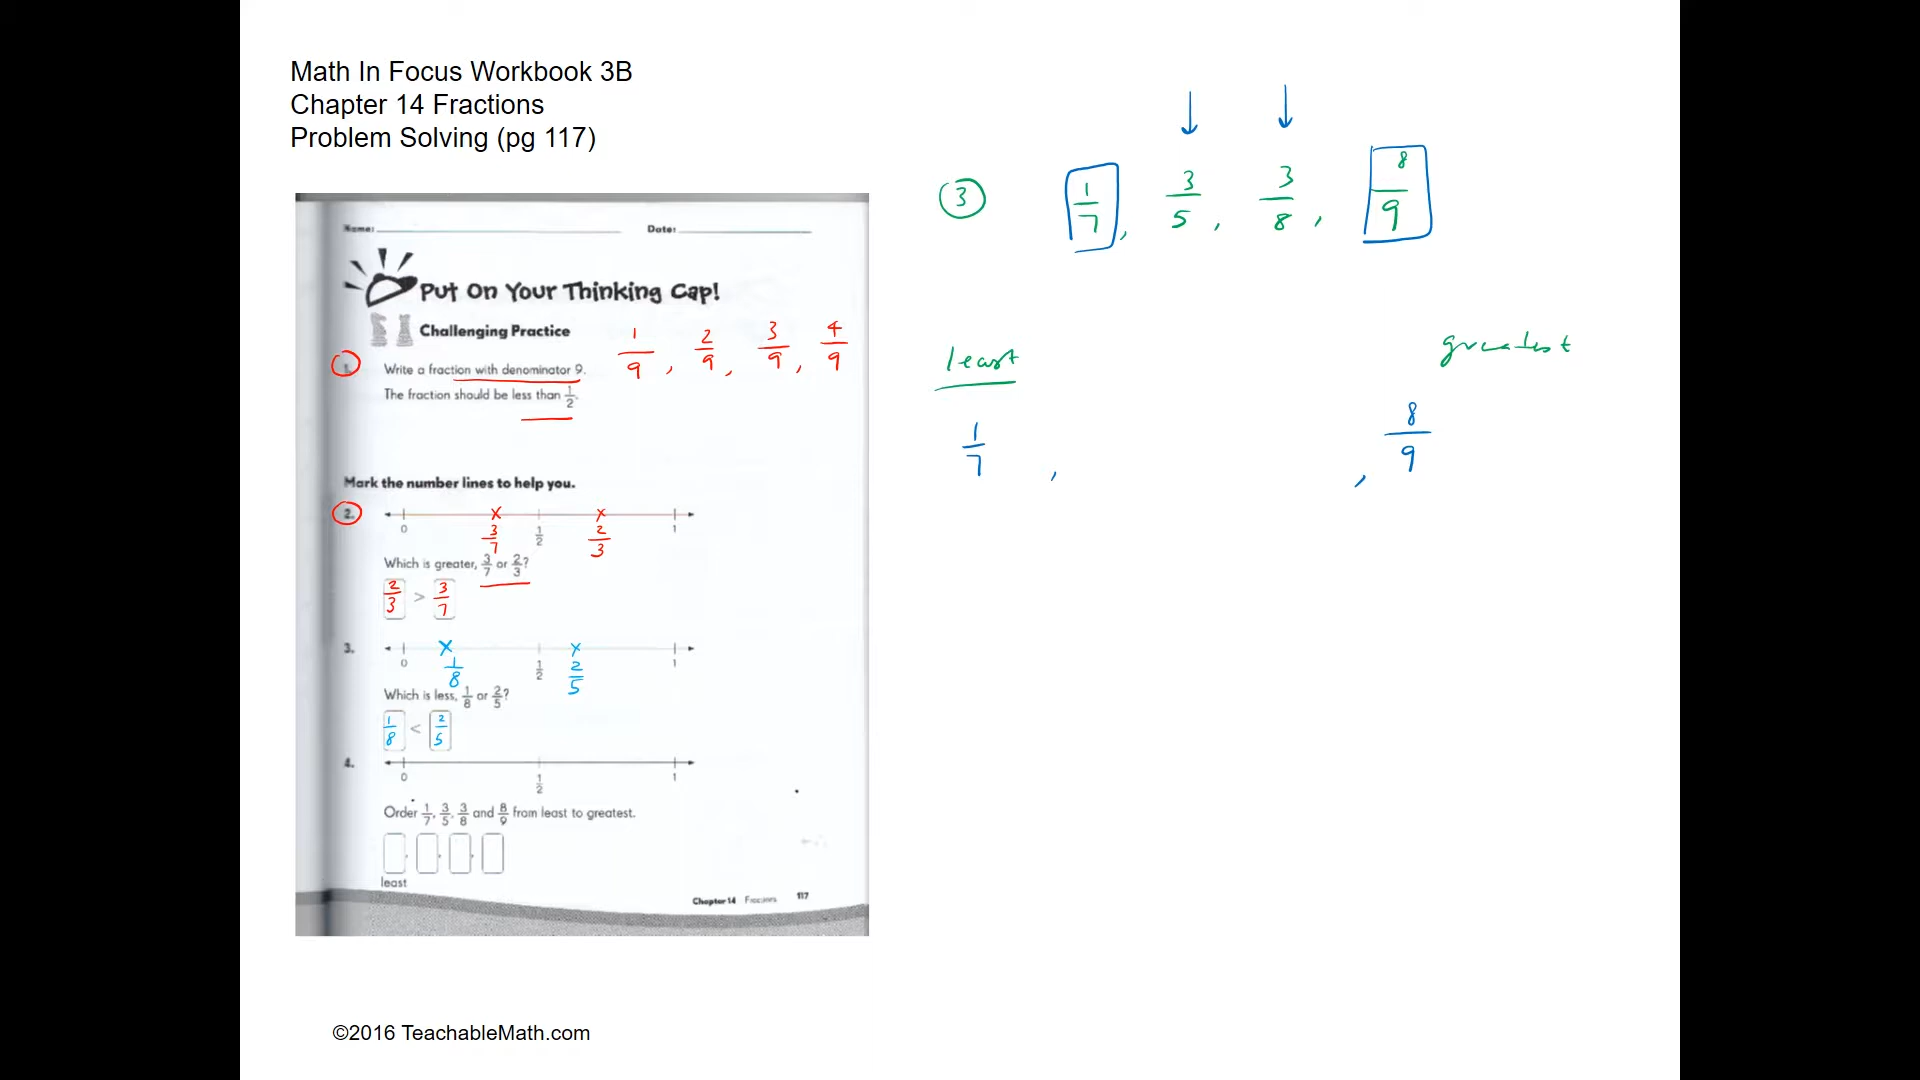 Math In Focus Workbook 3B
Chapter 14 Fractions
Problem Solving (pg 117)
Name: Date:
Put On Your Thinking Cap!
Challenging Practice
1. Write a fraction with denominator 9.
The fraction should be less than 1/2.
1/9, 2/9, 3/9, 4/9
Mark the number lines to help you.
2. 0 x 3/7 1/2 x 2/3 1
Which is greater, 3/7 or 2/3?
2/3 > 3/7
3. 0 x 1/8 1/2 x 2/5 1
Which is less, 1/8 or 2/5?
1/8 < 2/5
4. 0 1/2 1
Order 1/7, 3/5, 3/8 and 8/9 from least to greatest.
, , ,
least
Chapter 14 Fractions 117
3 1/7, 3/5, 3/8, 8/9
least greatest
1/7, , 8/9
©2016 TeachableMath.com